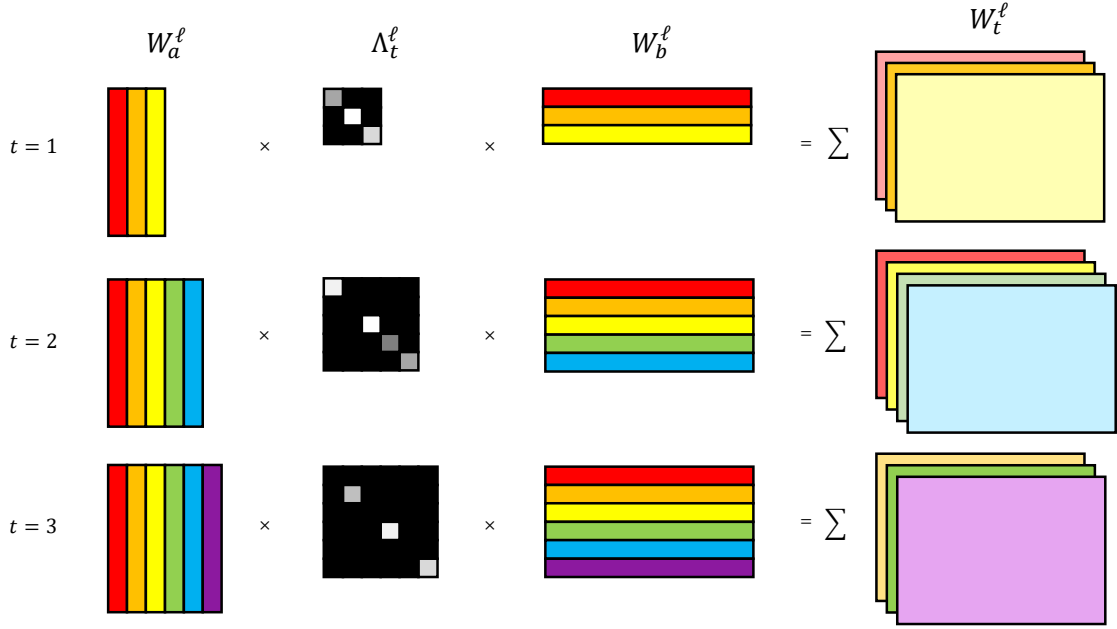 W_a^ℓ Λ_t^ℓ W_b^ℓ W_t^ℓ
t = 1 × × = ∑
t = 2 × × = ∑
t = 3 × × = ∑